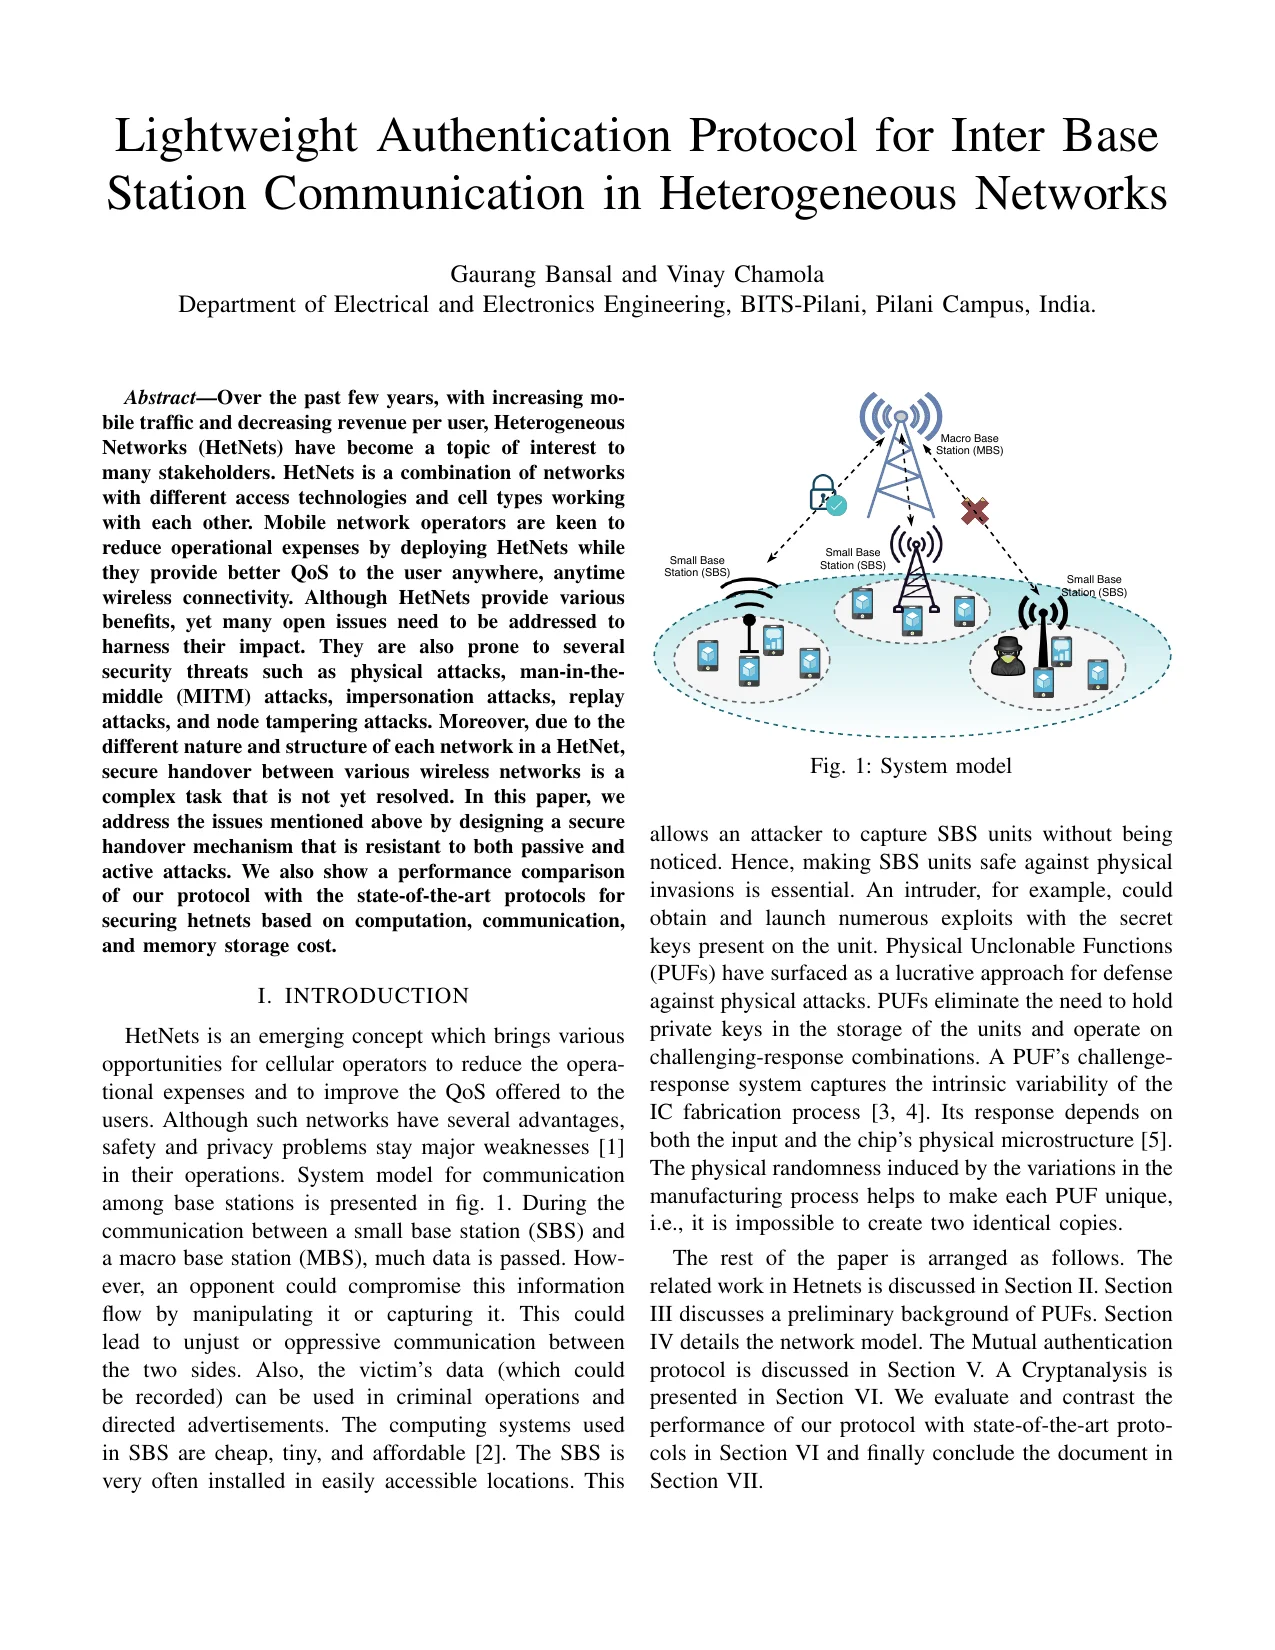 Lightweight Authentication Protocol for Inter Base
Station Communication in Heterogeneous Networks
Gaurang Bansal and Vinay Chamola
Department of Electrical and Electronics Engineering, BITS-Pilani, Pilani Campus, India.
Abstract—Over the past few years, with increasing mo-
bile traffic and decreasing revenue per user, Heterogeneous
Networks (HetNets) have become a topic of interest to
many stakeholders. HetNets is a combination of networks
with different access technologies and cell types working
with each other. Mobile network operators are keen to
reduce operational expenses by deploying HetNets while
they provide better QoS to the user anywhere, anytime
wireless connectivity. Although HetNets provide various
benefits, yet many open issues need to be addressed to
harness their impact. They are also prone to several
security threats such as physical attacks, man-in-the-
middle (MITM) attacks, impersonation attacks, replay
attacks, and node tampering attacks. Moreover, due to the
different nature and structure of each network in a HetNet,
secure handover between various wireless networks is a
complex task that is not yet resolved. In this paper, we
address the issues mentioned above by designing a secure
handover mechanism that is resistant to both passive and
active attacks. We also show a performance comparison
of our protocol with the state-of-the-art protocols for
securing hetnets based on computation, communication,
and memory storage cost.
I. INTRODUCTION
HetNets is an emerging concept which brings various
opportunities for cellular operators to reduce the opera-
tional expenses and to improve the QoS offered to the
users. Although such networks have several advantages,
safety and privacy problems stay major weaknesses [1]
in their operations. System model for communication
among base stations is presented in fig. 1. During the
communication between a small base station (SBS) and
a macro base station (MBS), much data is passed. How-
ever, an opponent could compromise this information
flow by manipulating it or capturing it. This could
lead to unjust or oppressive communication between
the two sides. Also, the victim's data (which could
be recorded) can be used in criminal operations and
directed advertisements. The computing systems used
in SBS are cheap, tiny, and affordable [2]. The SBS is
very often installed in easily accessible locations. This
Macro Base
Station (MBS)
Small Base
Station (SBS)
Small Base
Station (SBS)
Small Base
Station (SBS)
Fig. 1: System model
allows an attacker to capture SBS units without being
noticed. Hence, making SBS units safe against physical
invasions is essential. An intruder, for example, could
obtain and launch numerous exploits with the secret
keys present on the unit. Physical Unclonable Functions
(PUFs) have surfaced as a lucrative approach for defense
against physical attacks. PUFs eliminate the need to hold
private keys in the storage of the units and operate on
challenging-response combinations. A PUF's challenge-
response system captures the intrinsic variability of the
IC fabrication process [3, 4]. Its response depends on
both the input and the chip's physical microstructure [5].
The physical randomness induced by the variations in the
manufacturing process helps to make each PUF unique,
i.e., it is impossible to create two identical copies.
The rest of the paper is arranged as follows. The
related work in Hetnets is discussed in Section II. Section
III discusses a preliminary background of PUFs. Section
IV details the network model. The Mutual authentication
protocol is discussed in Section V. A Cryptanalysis is
presented in Section VI. We evaluate and contrast the
performance of our protocol with state-of-the-art proto-
cols in Section VI and finally conclude the document in
Section VII.